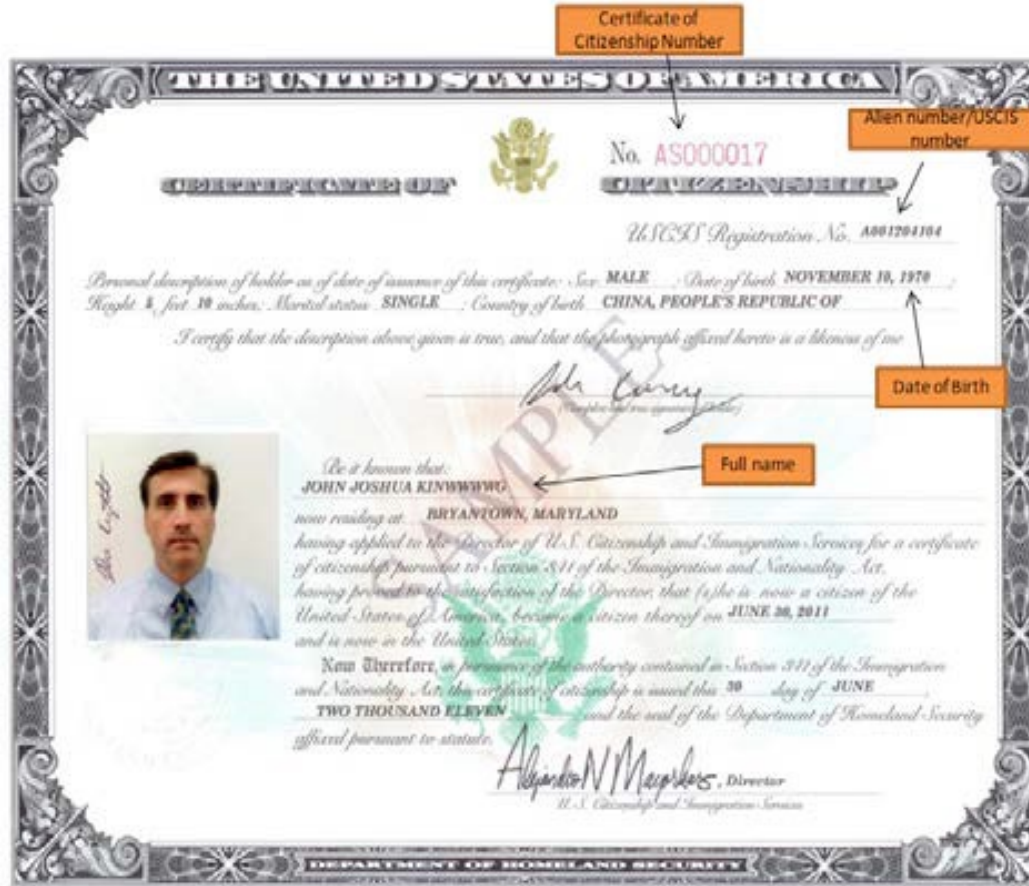 Certificate of
Citizenship Number
THE UNITED STATES OF AMERICA
Alien number/USCIS
number
No. AS000017
CERTIFICATE OF CITIZENSHIP
USCIS Registration No. A001204104
Personal description of holder as of date of issuance of this certificate: Sex MALE ; Date of birth NOVEMBER 10, 1970 ;
Height 5 feet 10 inches; Marital status SINGLE ; Country of birth CHINA, PEOPLE'S REPUBLIC OF
I certify that the description above given is true, and that the photograph affixed hereto is a likeness of me
Date of Birth
(Complete and true signature of holder)
SAMPLE
Be it known that:
Full name
JOHN JOSHUA KINWWWWG
now residing at BRYANTOWN, MARYLAND
having applied to the Director of U.S. Citizenship and Immigration Services for a certificate
of citizenship pursuant to Section 341 of the Immigration and Nationality Act,
having proved to the satisfaction of the Director, that (s)he is now a citizen of the
United States of America, became a citizen thereof on JUNE 30, 2011
and is now in the United States,
Now Therefore, in pursuance of the authority contained in Section 341 of the Immigration
and Nationality Act, this certificate of citizenship is issued this 30 day of JUNE ,
TWO THOUSAND ELEVEN and the seal of the Department of Homeland Security
affixed pursuant to statute.
Alejandro N Mayorkas, Director
U.S. Citizenship and Immigration Services
DEPARTMENT OF HOMELAND SECURITY